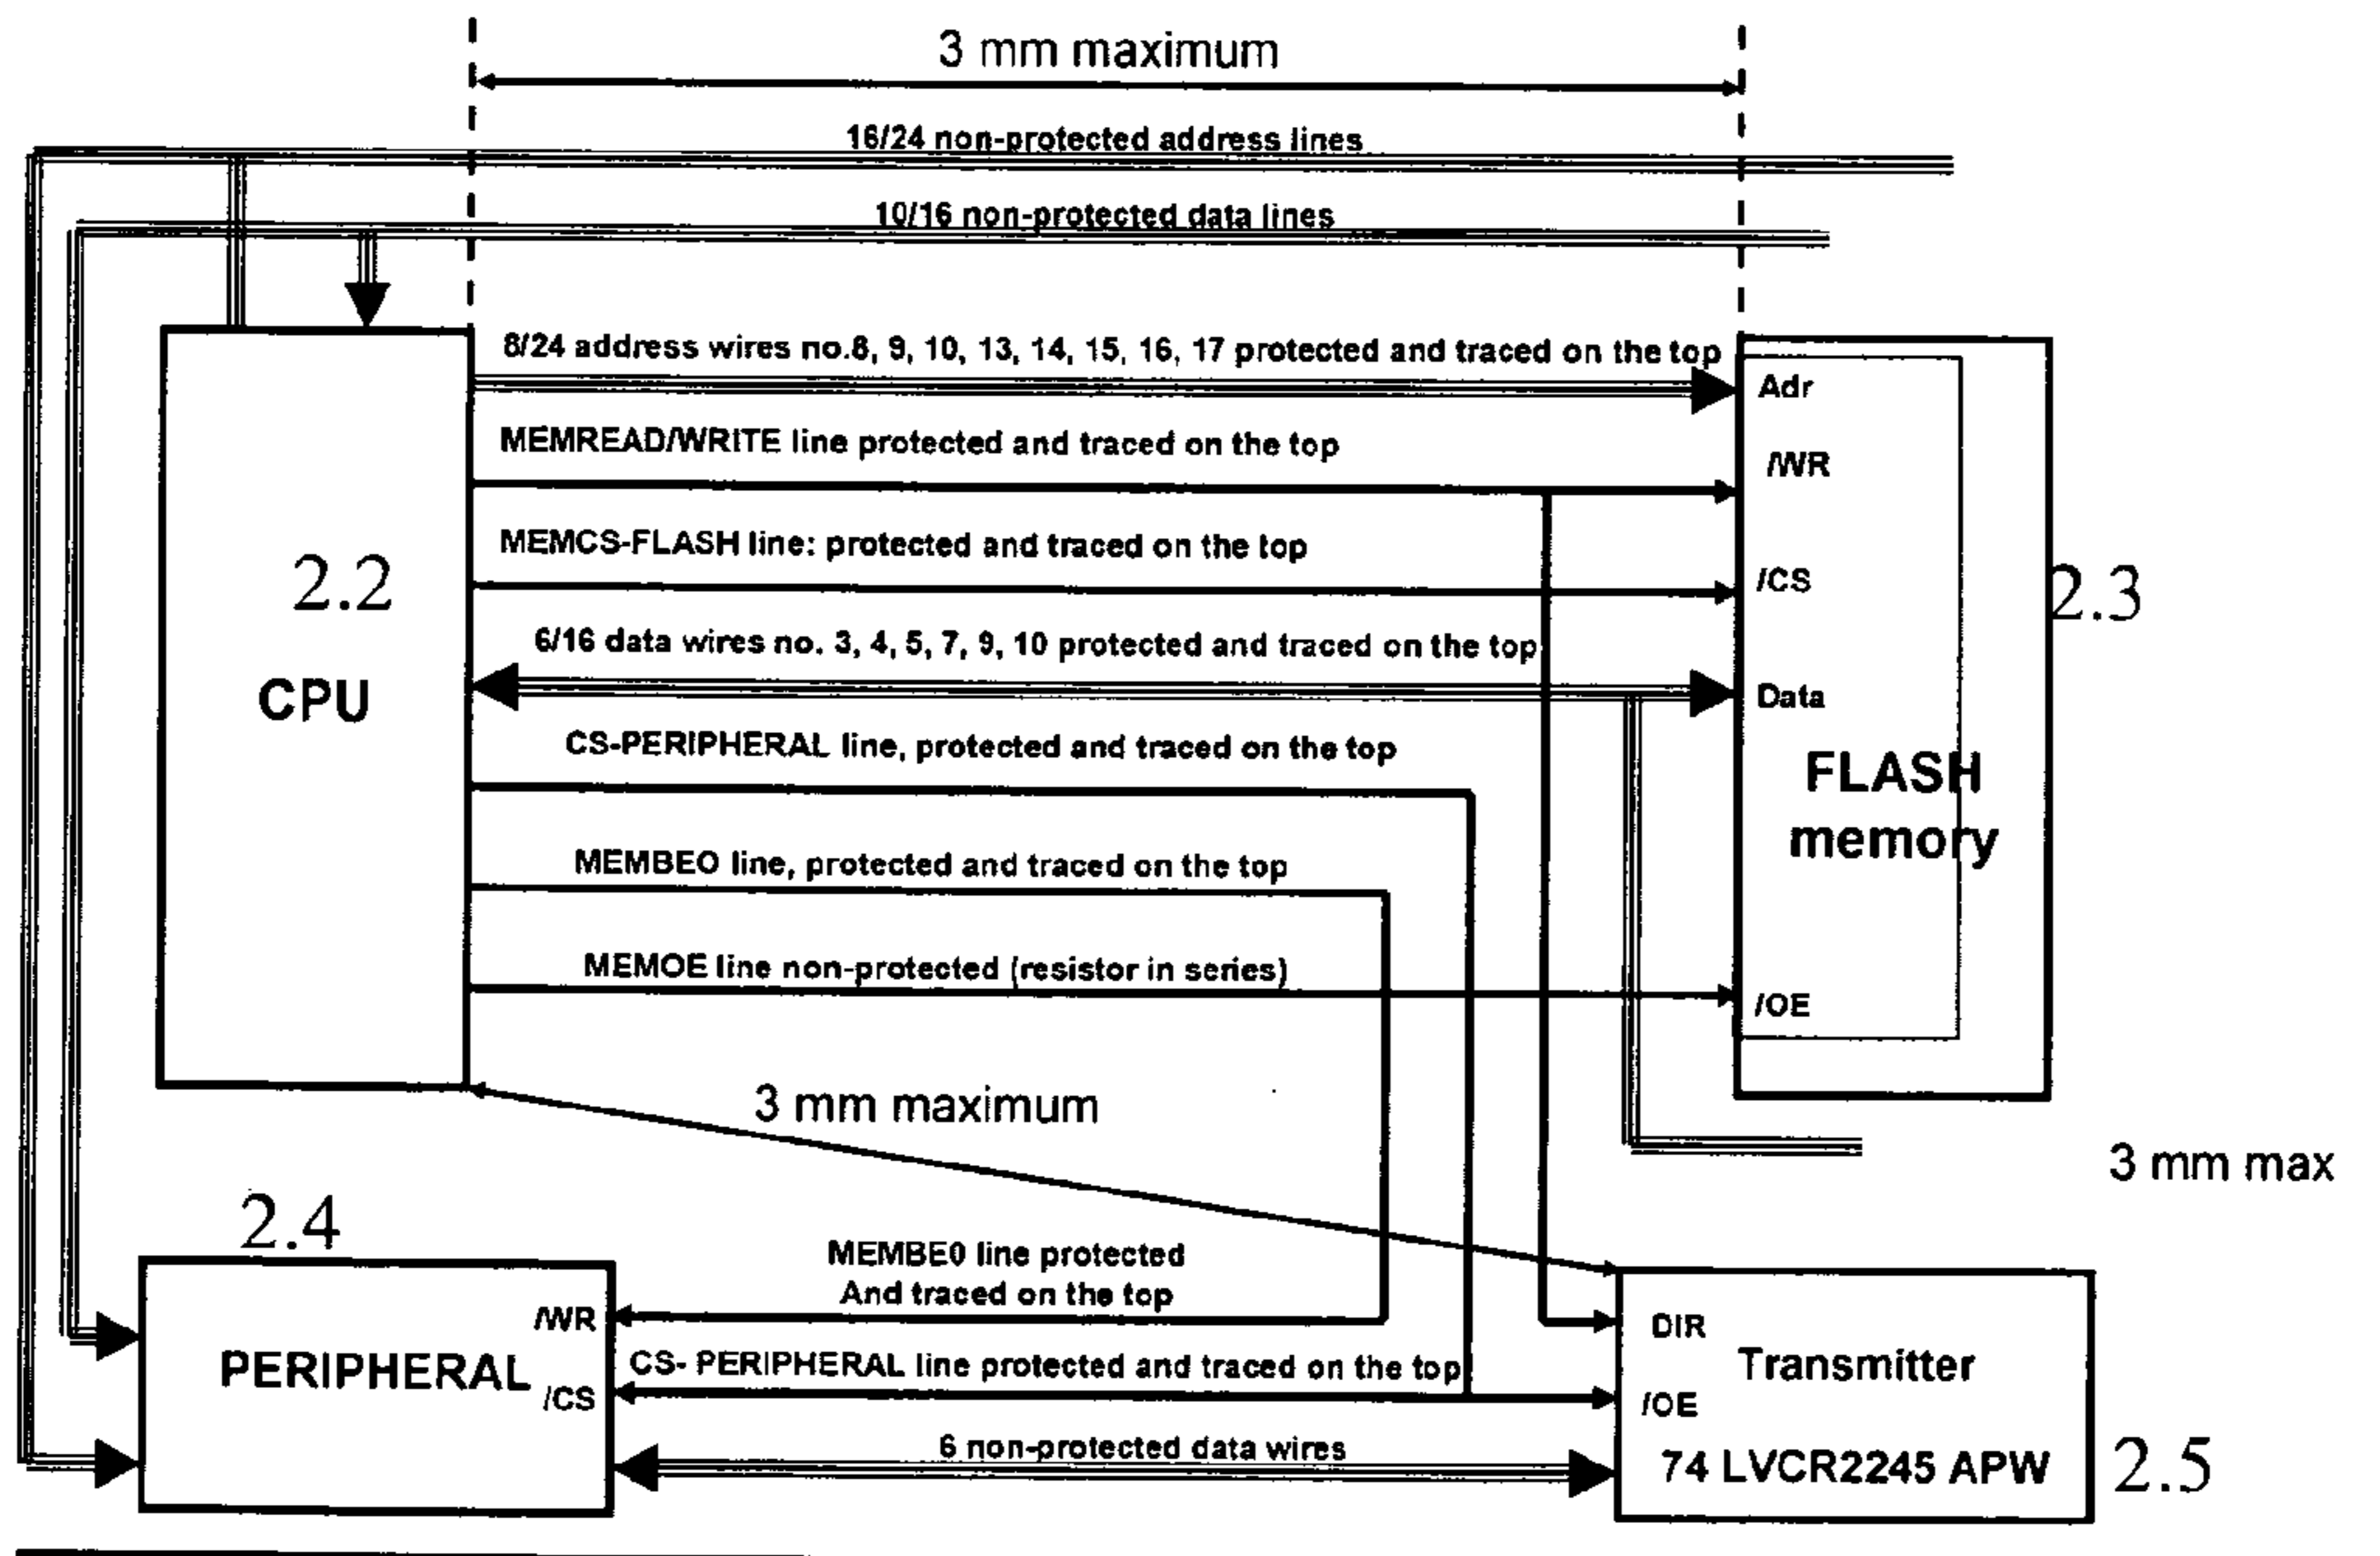 3 mm maximum
16/24 non-protected address lines
10/16 non-protected data lines
8/24 address wires no.8, 9, 10, 13, 14, 15, 16, 17 protected and traced on the top
Adr
MEMREAD/WRITE line protected and traced on the top
/WR
MEMCS-FLASH line: protected and traced on the top
/CS
2.2
CPU
2.3
6/16 data wires no. 3, 4, 5, 7, 9, 10 protected and traced on the top
Data
CS-PERIPHERAL line, protected and traced on the top
FLASH
memory
MEMBEO line, protected and traced on the top
MEMOE line non-protected (resistor in series)
/OE
3 mm maximum
3 mm max
2.4
MEMBE0 line protected
And traced on the top
/WR
PERIPHERAL
/CS
CS- PERIPHERAL line protected and traced on the top
DIR
Transmitter
/OE
6 non-protected data wires
74 LVCR2245 APW
2.5